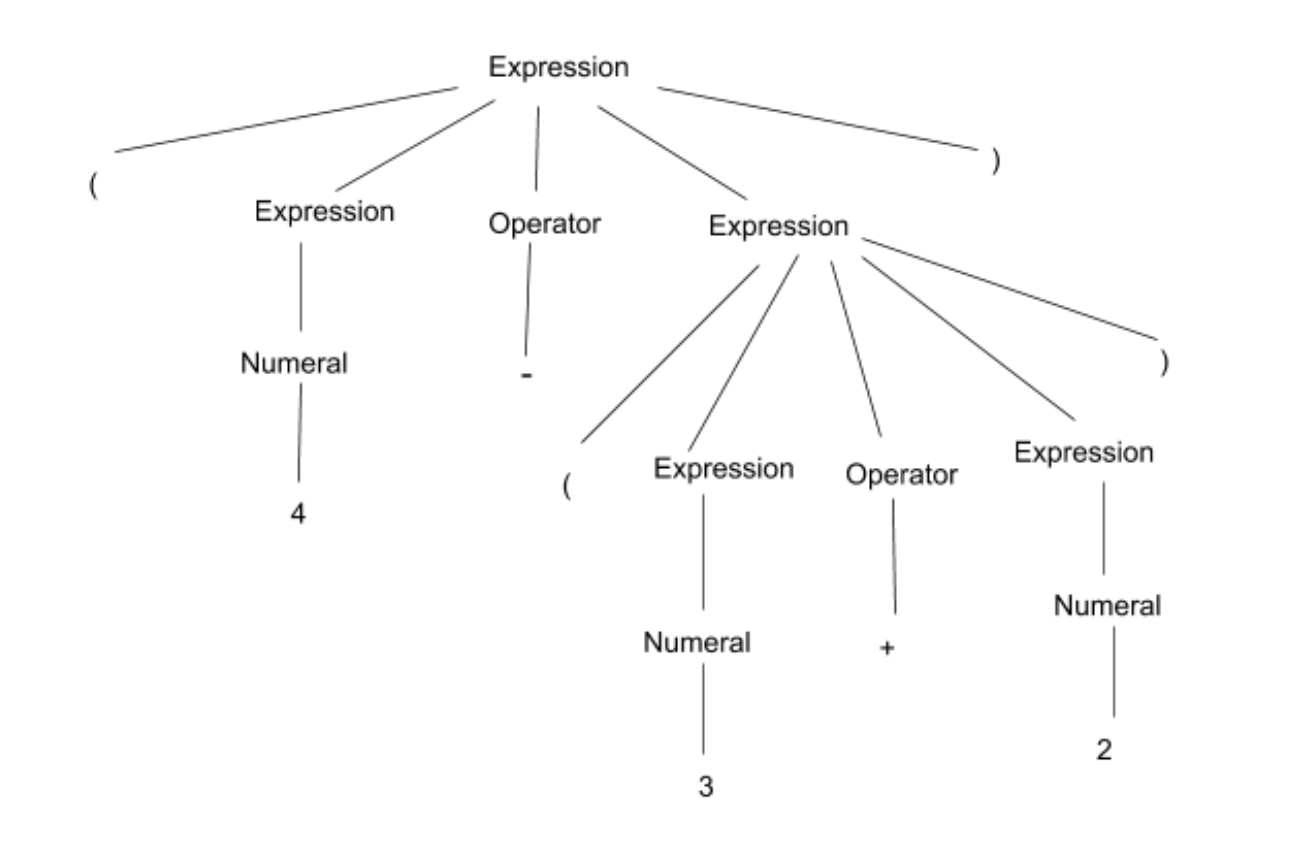 Expression
( Expression Operator Expression )
Numeral - )
( Expression Operator Expression
4
Numeral + Numeral
3 2